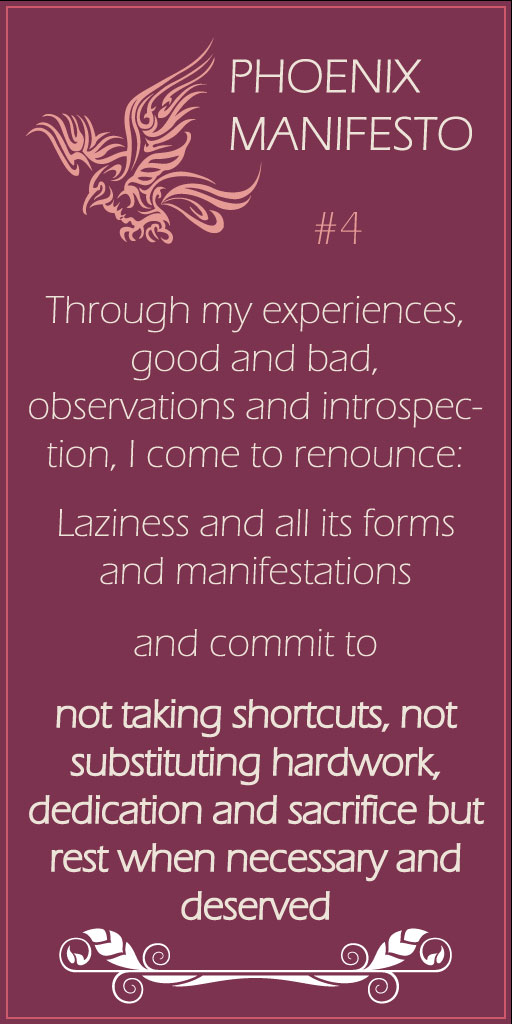 PHOENIX
MANIFESTO
#4
Through my experiences,
good and bad,
observations and introspec-
tion, I come to renounce:
Laziness and all its forms
and manifestations
and commit to
not taking shortcuts, not
substituting hardwork,
dedication and sacrifice but
rest when necessary and
deserved